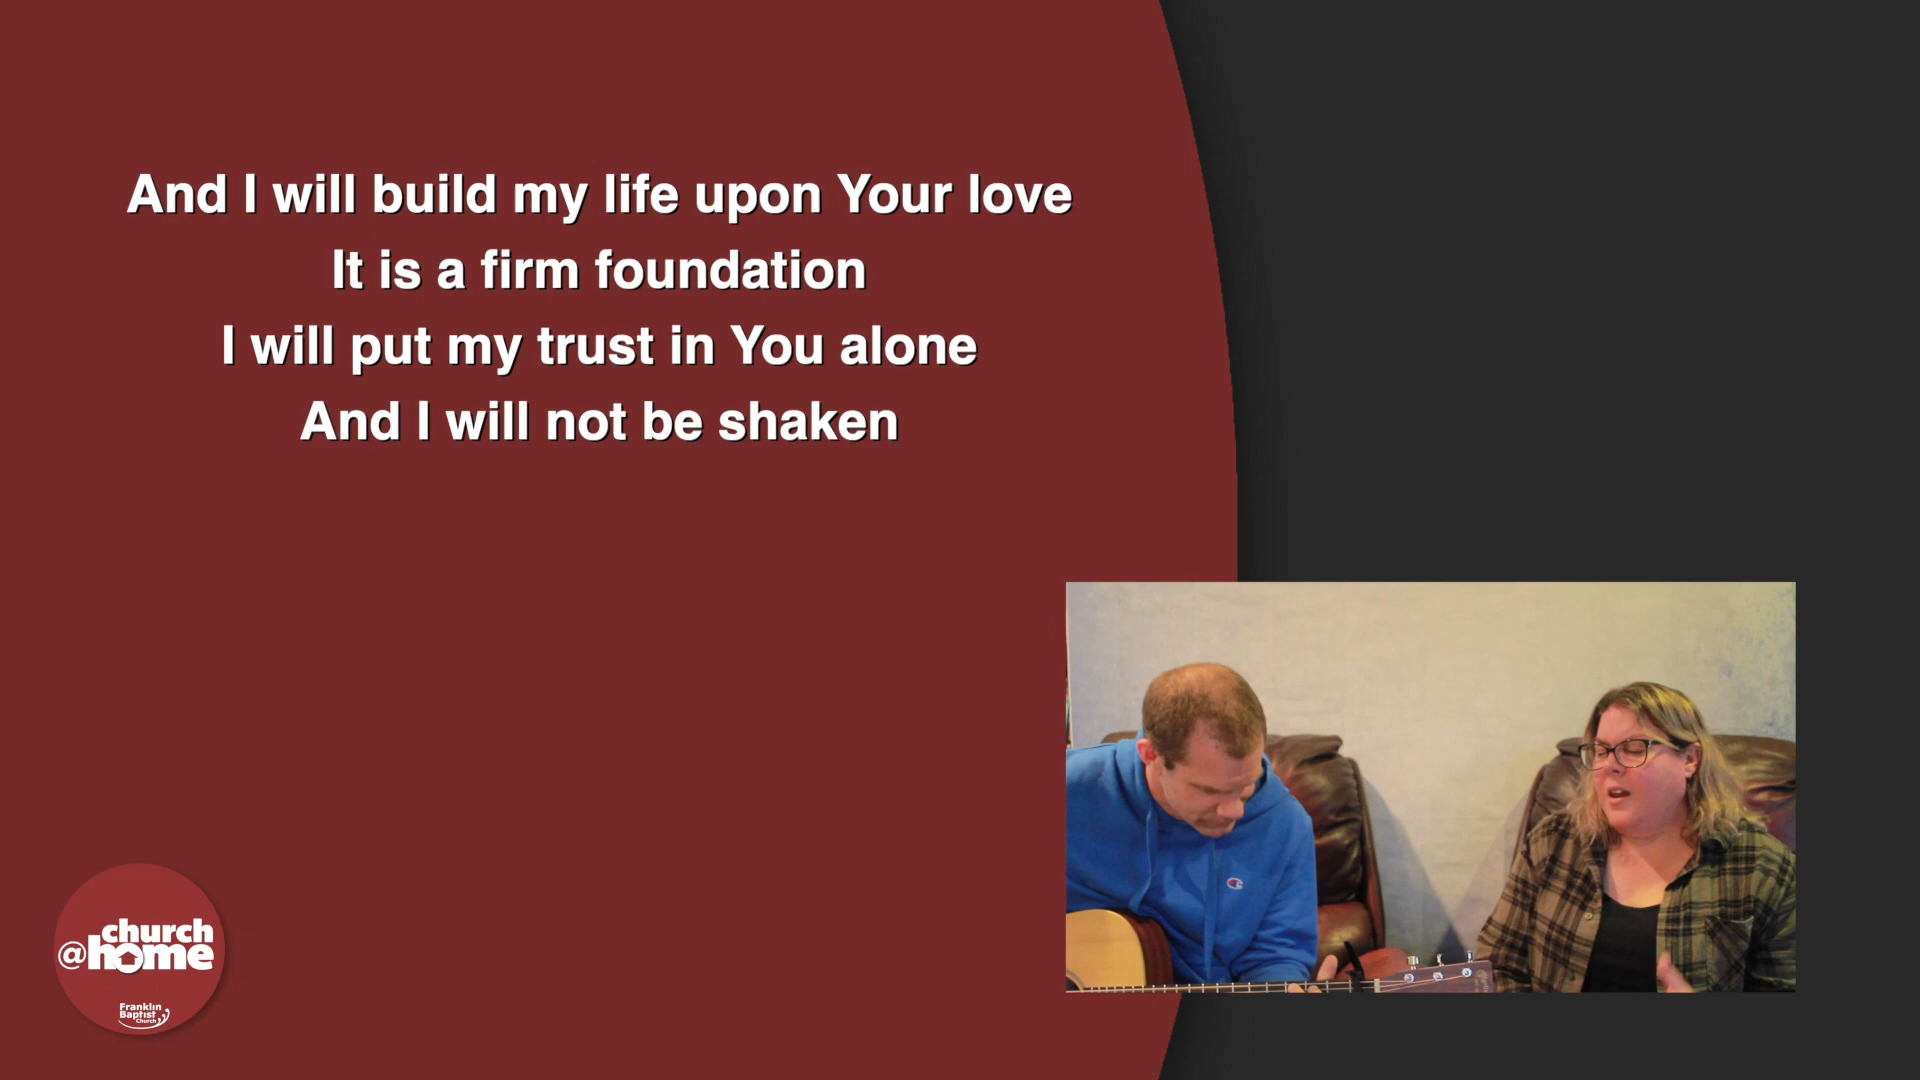 And I will build my life upon Your love
It is a firm foundation
I will put my trust in You alone
And I will not be shaken
church
@home
Franklin
Baptist
Church